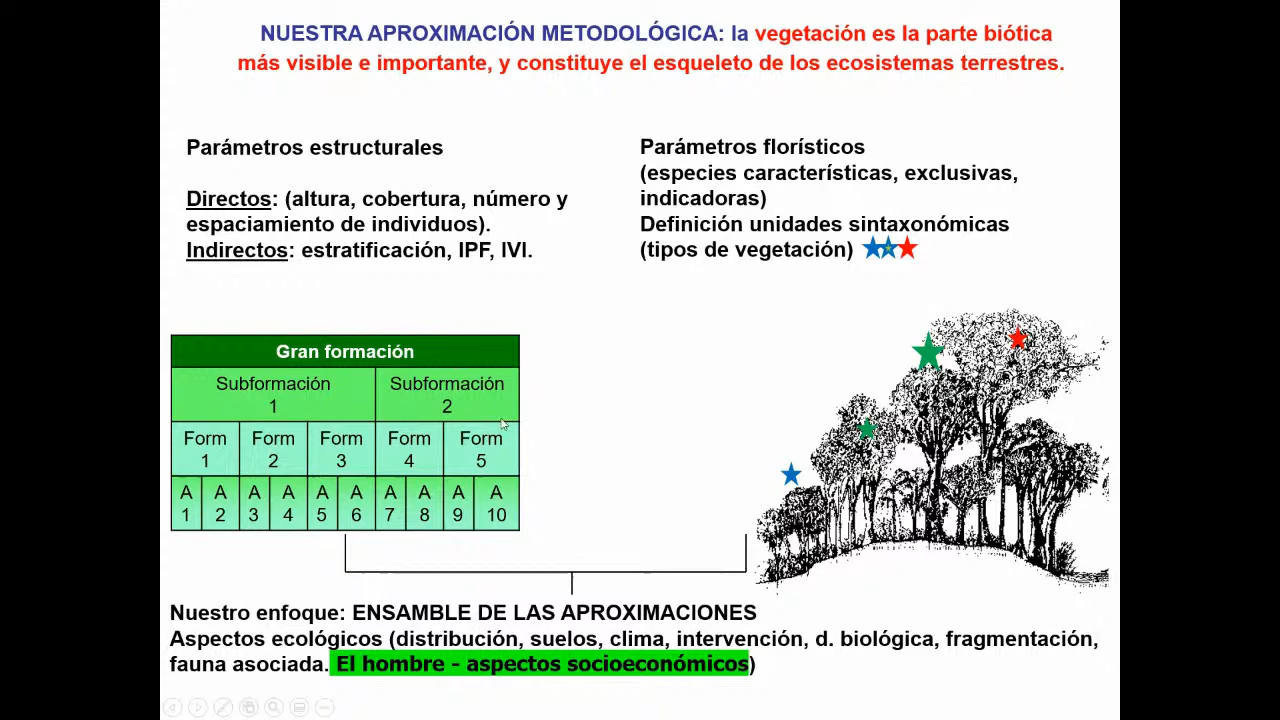 NUESTRA APROXIMACIÓN METODOLÓGICA: la vegetación es la parte biótica
más visible e importante, y constituye el esqueleto de los ecosistemas terrestres.
Parámetros estructurales
Directos: (altura, cobertura, número y
espaciamiento de individuos).
Indirectos: estratificación, IPF, IVI.
Parámetros florísticos
(especies características, exclusivas,
indicadoras)
Definición unidades sintaxonómicas
(tipos de vegetación)
Gran formación
Subformación Subformación
1 2
Form Form Form Form Form
1 2 3 4 5
A A A A A A A A A A
1 2 3 4 5 6 7 8 9 10
Nuestro enfoque: ENSAMBLE DE LAS APROXIMACIONES
Aspectos ecológicos (distribución, suelos, clima, intervención, d. biológica, fragmentación,
fauna asociada. El hombre - aspectos socioeconómicos)